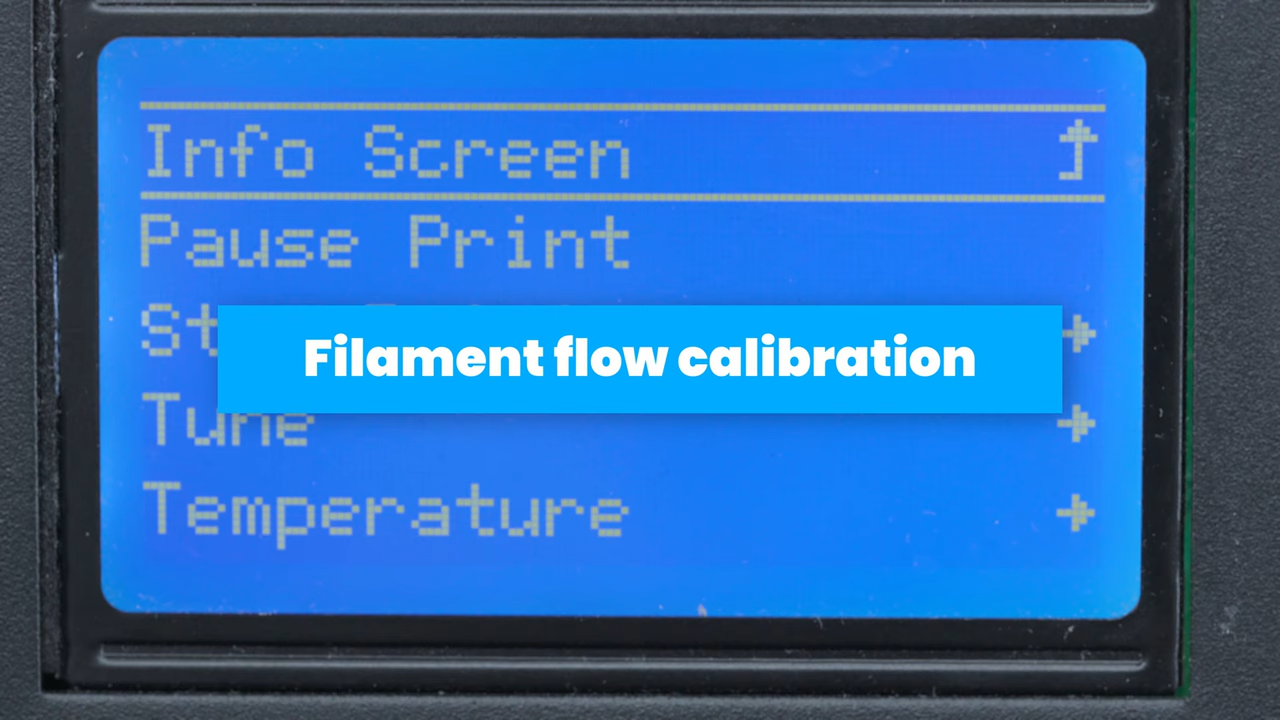 Info Screen
Pause Print
Filament flow calibration
Tune
Temperature